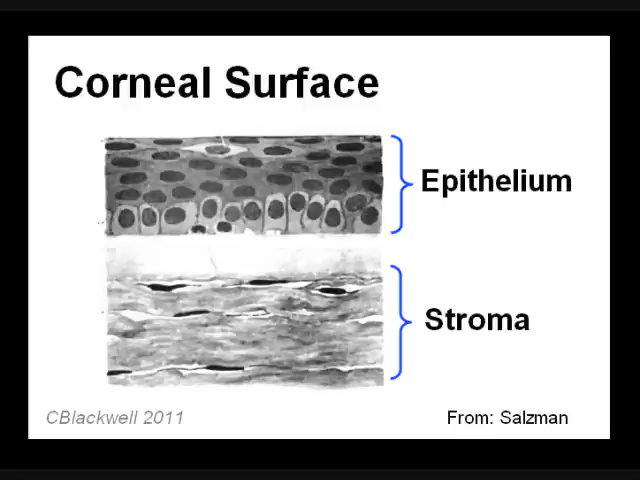 Corneal Surface
Epithelium
Stroma
CBlackwell 2011
From: Salzman